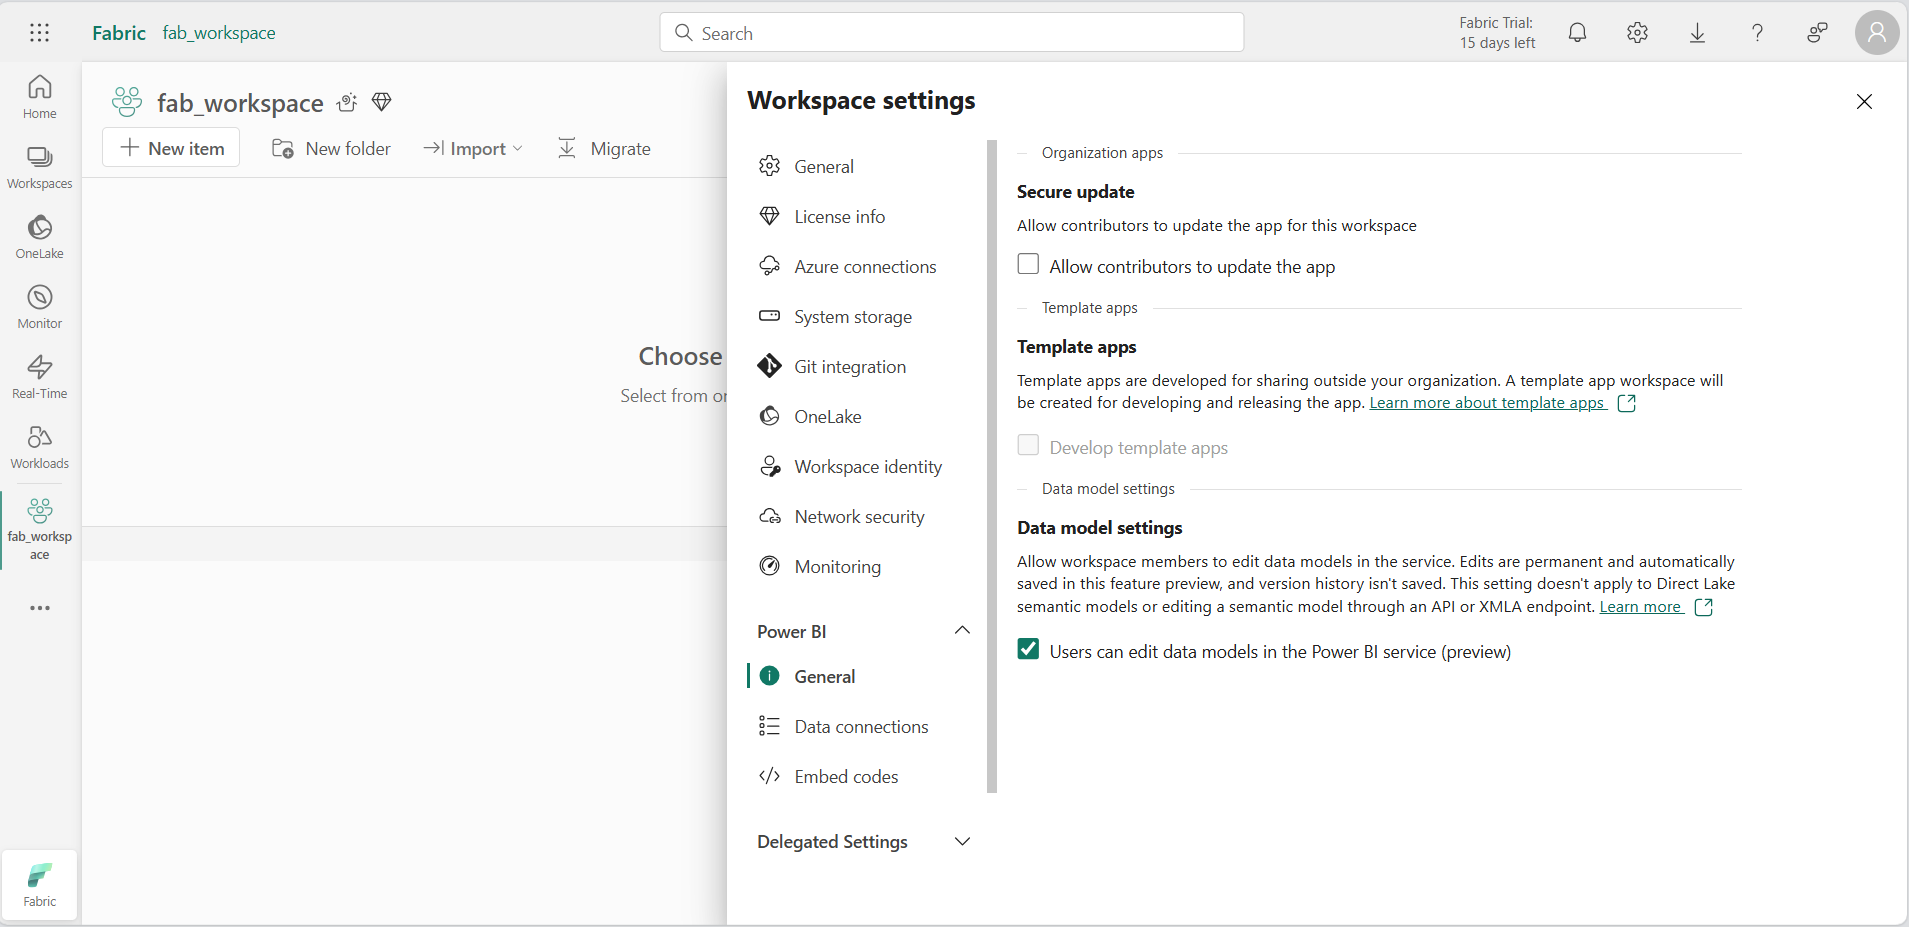 Fabric fab_workspace
Search
Fabric Trial:
15 days left
Home
Workspaces
OneLake
Monitor
Real-Time
Workloads
fab_worksp
ace
Fabric
fab_workspace
New item
New folder
Import
Migrate
Choose
Select from or
Workspace settings
General
License info
Azure connections
System storage
Git integration
OneLake
Workspace identity
Network security
Monitoring
Power BI
General
Data connections
Embed codes
Delegated Settings
Organization apps
Secure update
Allow contributors to update the app for this workspace
Allow contributors to update the app
Template apps
Template apps
Template apps are developed for sharing outside your organization. A template app workspace will
be created for developing and releasing the app. Learn more about template apps
Develop template apps
Data model settings
Data model settings
Allow workspace members to edit data models in the service. Edits are permanent and automatically
saved in this feature preview, and version history isn't saved. This setting doesn't apply to Direct Lake
semantic models or editing a semantic model through an API or XMLA endpoint. Learn more
Users can edit data models in the Power BI service (preview)